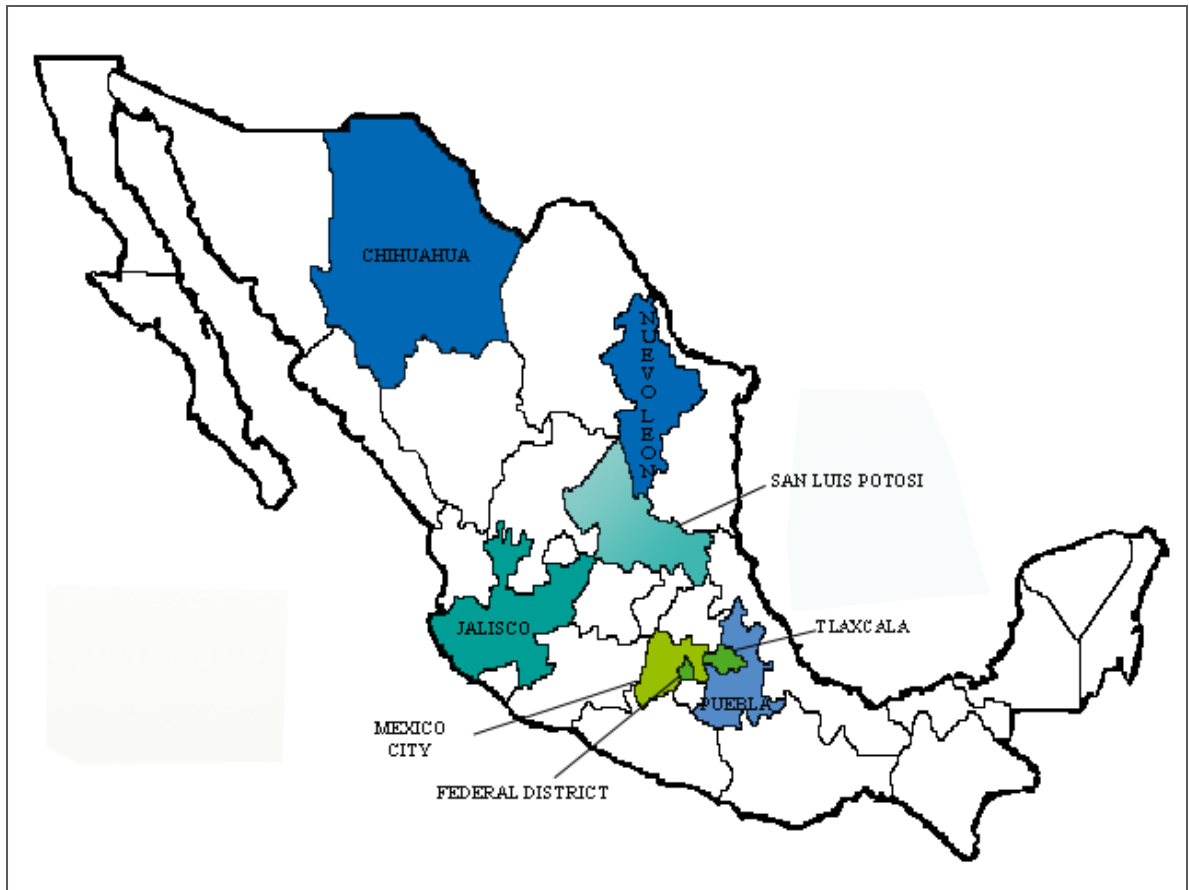 CHIHUAHUA
NUEVO LEON
SAN LUIS POTOSI
JALISCO
TLAXCALA
PUEBLA
MEXICO
CITY
FEDERAL DISTRICT